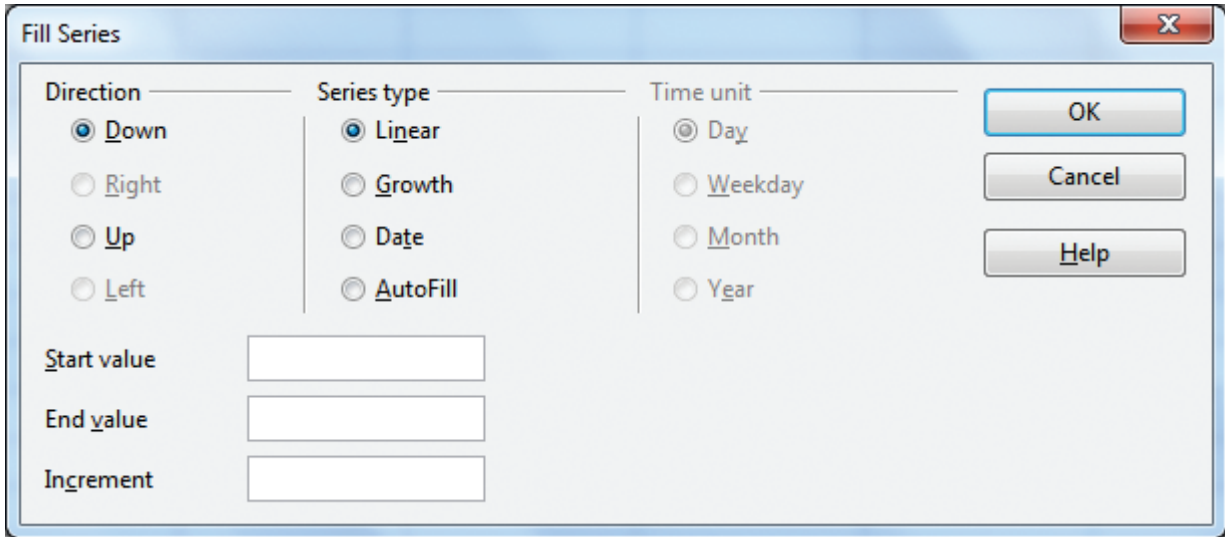 Fill Series
Direction Series type Time unit
Down Linear Day OK
Right Growth Weekday Cancel
Up Date Month Help
Left AutoFill Year
Start value
End value
Increment